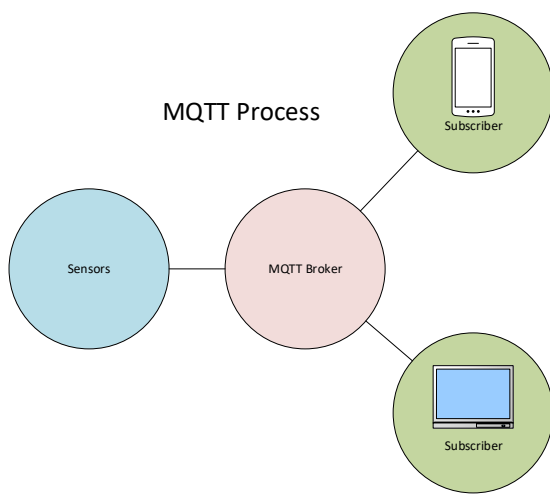 MQTT Process
Subscriber
Sensors
MQTT Broker
Subscriber